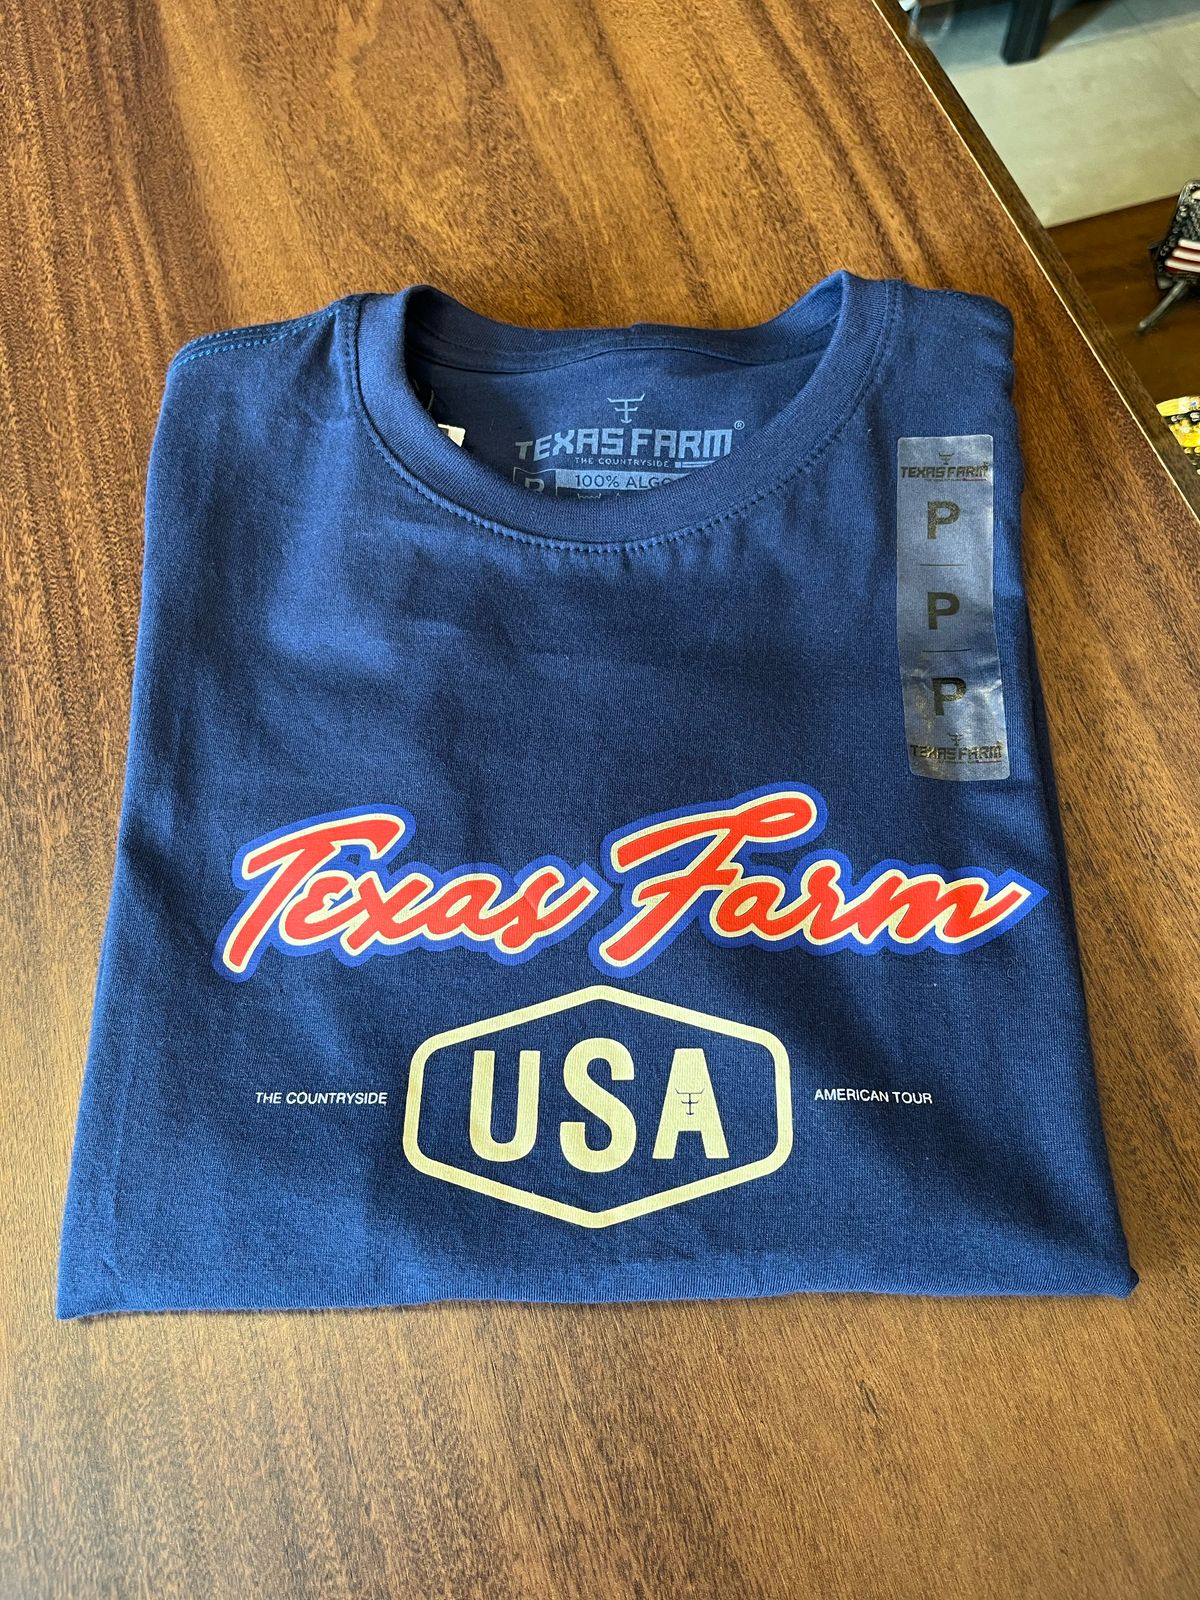 TEXAS FARM®
THE COUNTRYSIDE
P
100% ALGO
TEXAS FARM
P
P
P
TEXAS FARM
Texas Farm
THE COUNTRYSIDE
USA
AMERICAN TOUR